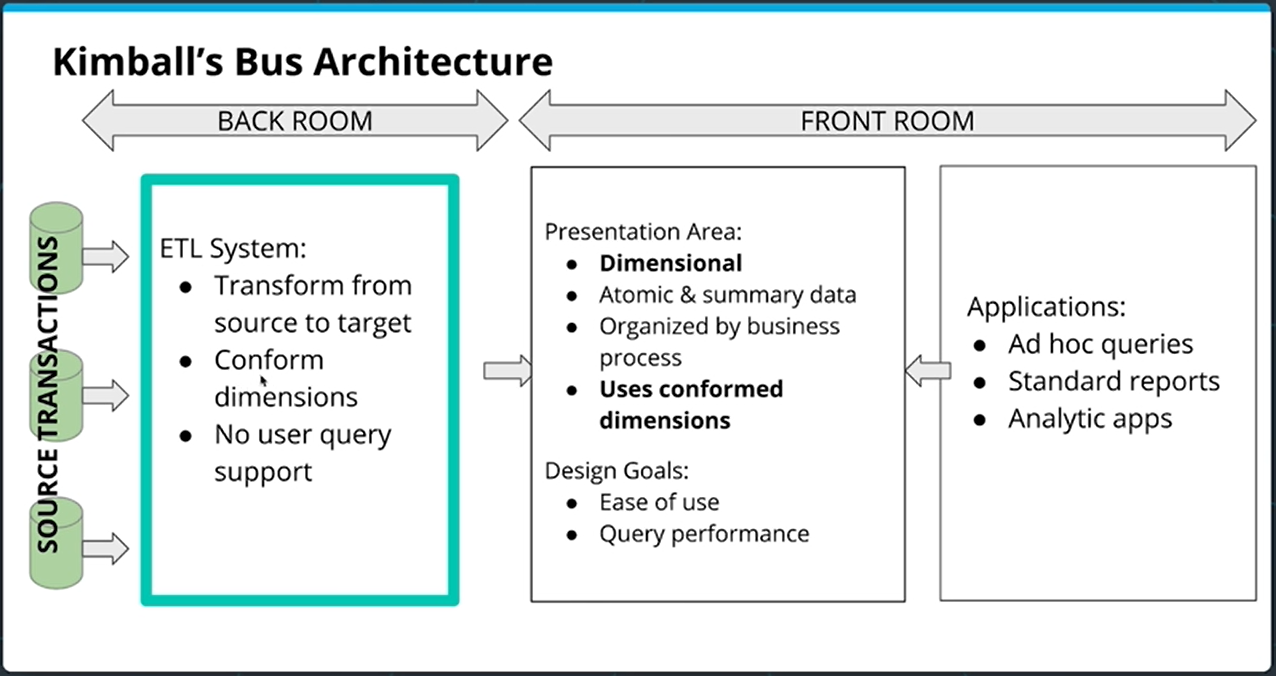 Kimball's Bus Architecture
BACK ROOM
FRONT ROOM
SOURCE TRANSACTIONS
ETL System:
● Transform from
source to target
● Conform
dimensions
● No user query
support
Presentation Area:
● Dimensional
● Atomic & summary data
● Organized by business
process
● Uses conformed
dimensions
Design Goals:
● Ease of use
● Query performance
Applications:
● Ad hoc queries
● Standard reports
● Analytic apps